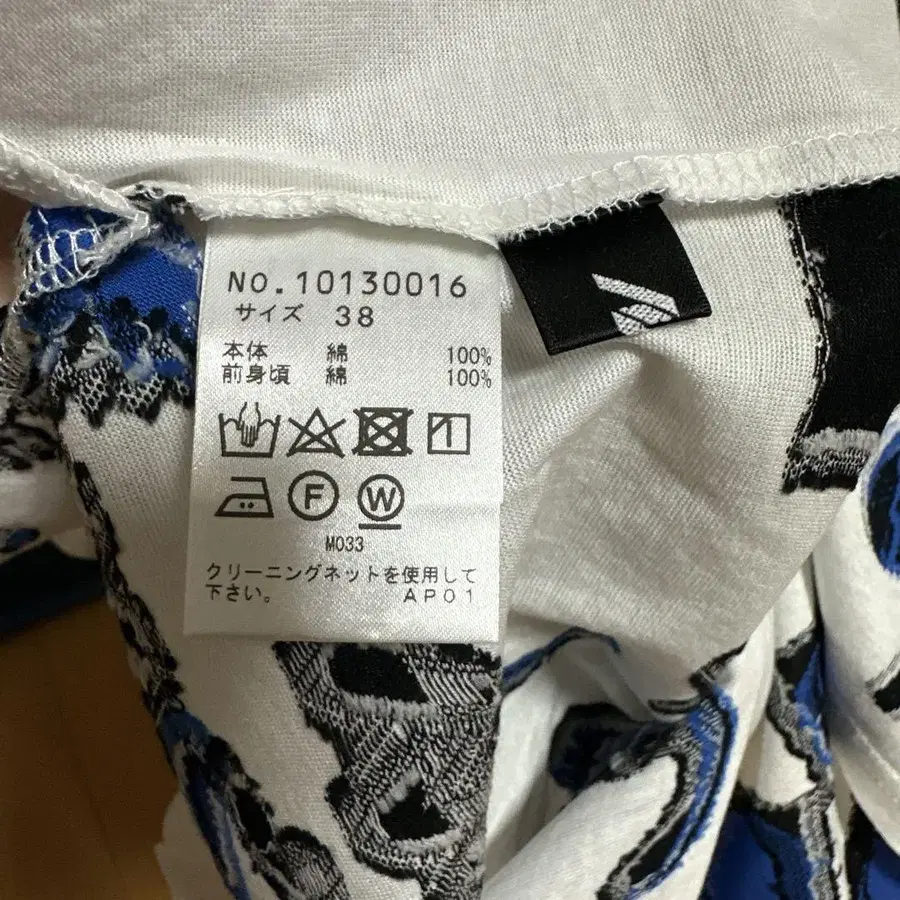 NO.10130016
サイズ 38
本体 綿 100%
前身頃 綿 100%
F W
M033
クリーニングネットを使用して
下さい。 AP01